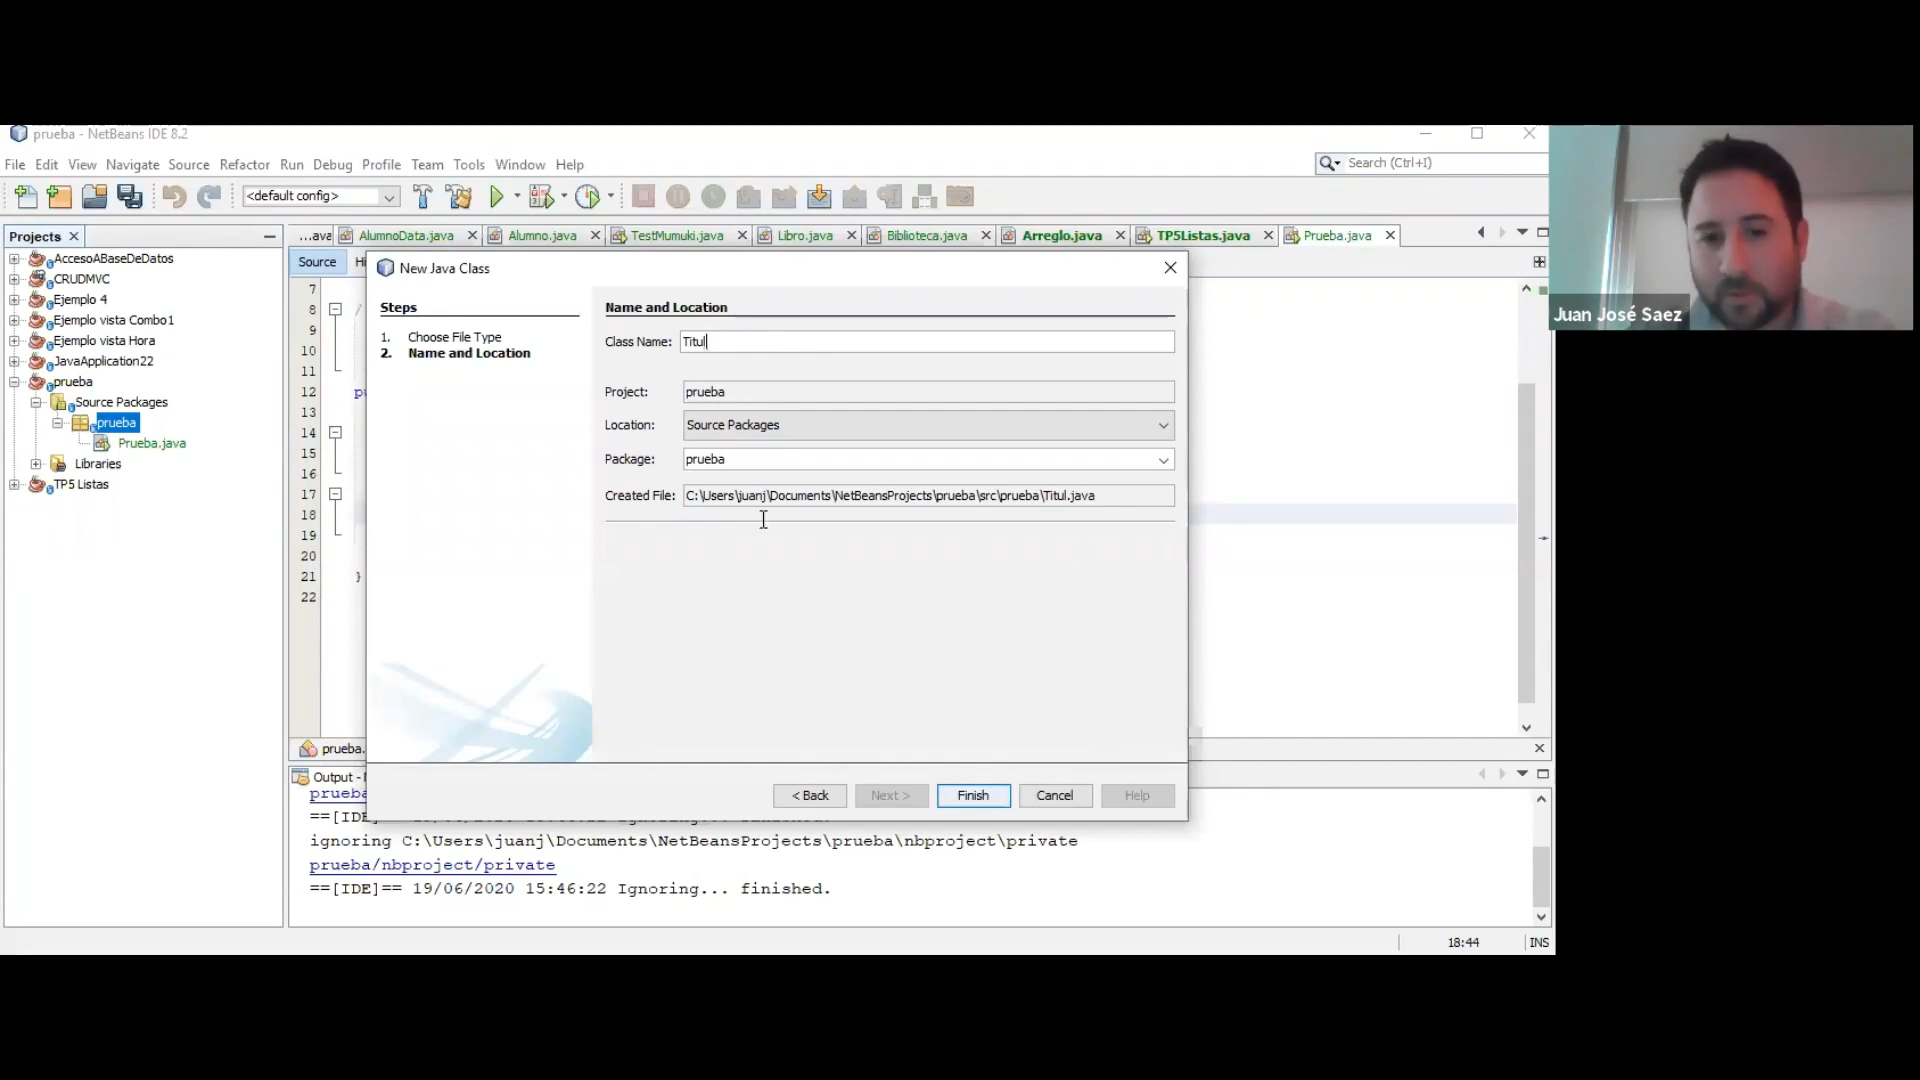 prueba - NetBeans IDE 8.2
File Edit View Navigate Source Refactor Run Debug Profile Team Tools Window Help
Search (Ctrl+I)
<default config>
Projects
...ava AlumnoData.java Alumno.java TestMumuki.java Libro.java Biblioteca.java Arreglo.java TP5Listas.java Prueba.java
AccesoABaseDeDatos
CRUDMVC
Ejemplo 4
Ejemplo vista Combo1
Ejemplo vista Hora
JavaApplication22
prueba
Source Packages
prueba
Prueba.java
Libraries
TP5 Listas
Source Hi
7
8 /
9
10
11
12 pu
13
14
15
16
17
18
19
20
21 }
22
New Java Class
Steps
1. Choose File Type
2. Name and Location
Name and Location
Class Name: Titul
Project: prueba
Location: Source Packages
Package: prueba
Created File: C:\Users\juanj\Documents\NetBeansProjects\prueba\src\prueba\Titul.java
< Back Next > Finish Cancel Help
Juan José Saez
prueba.
Output -
prueba
==[IDE
ignoring C:\Users\juanj\Documents\NetBeansProjects\prueba\nbproject\private
prueba/nbproject/private
==[IDE]== 19/06/2020 15:46:22 Ignoring... finished.
18:44 INS